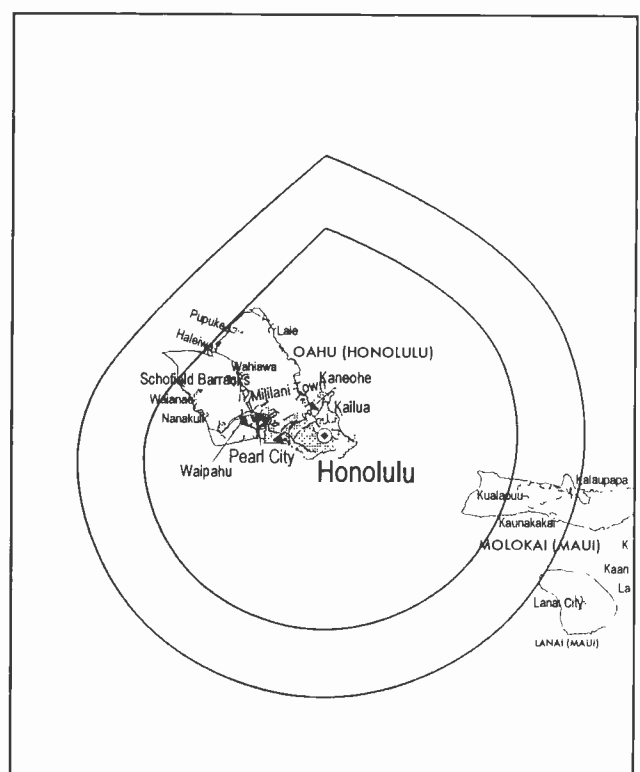 Pupukea
Laie
Haleiwa
OAHU (HONOLULU)
Wahiawa
Schofield Barracks
Kaneohe
Mililani Town
Waianae
Kailua
Nanakuli
Pearl City
Waipahu
Honolulu
Kalaupapa
Kualapuu
Kaunakakai
MOLOKAI (MAUI)
K
Kaan
La
Lanai City
LANAI (MAUI)